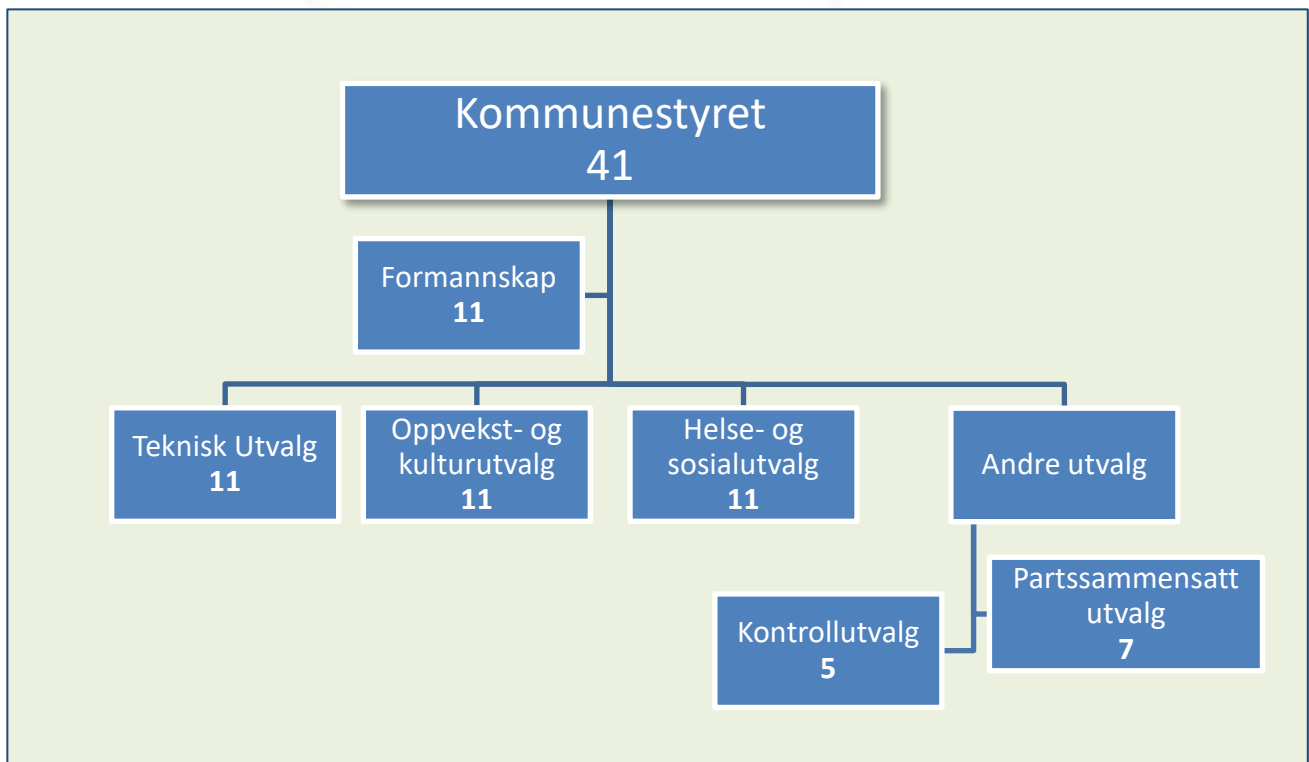 Kommunestyret
41
Formannskap
11
Teknisk Utvalg
11
Oppvekst- og
kulturutvalg
11
Helse- og
sosialutvalg
11
Andre utvalg
Partssammensatt
utvalg
7
Kontrollutvalg
5